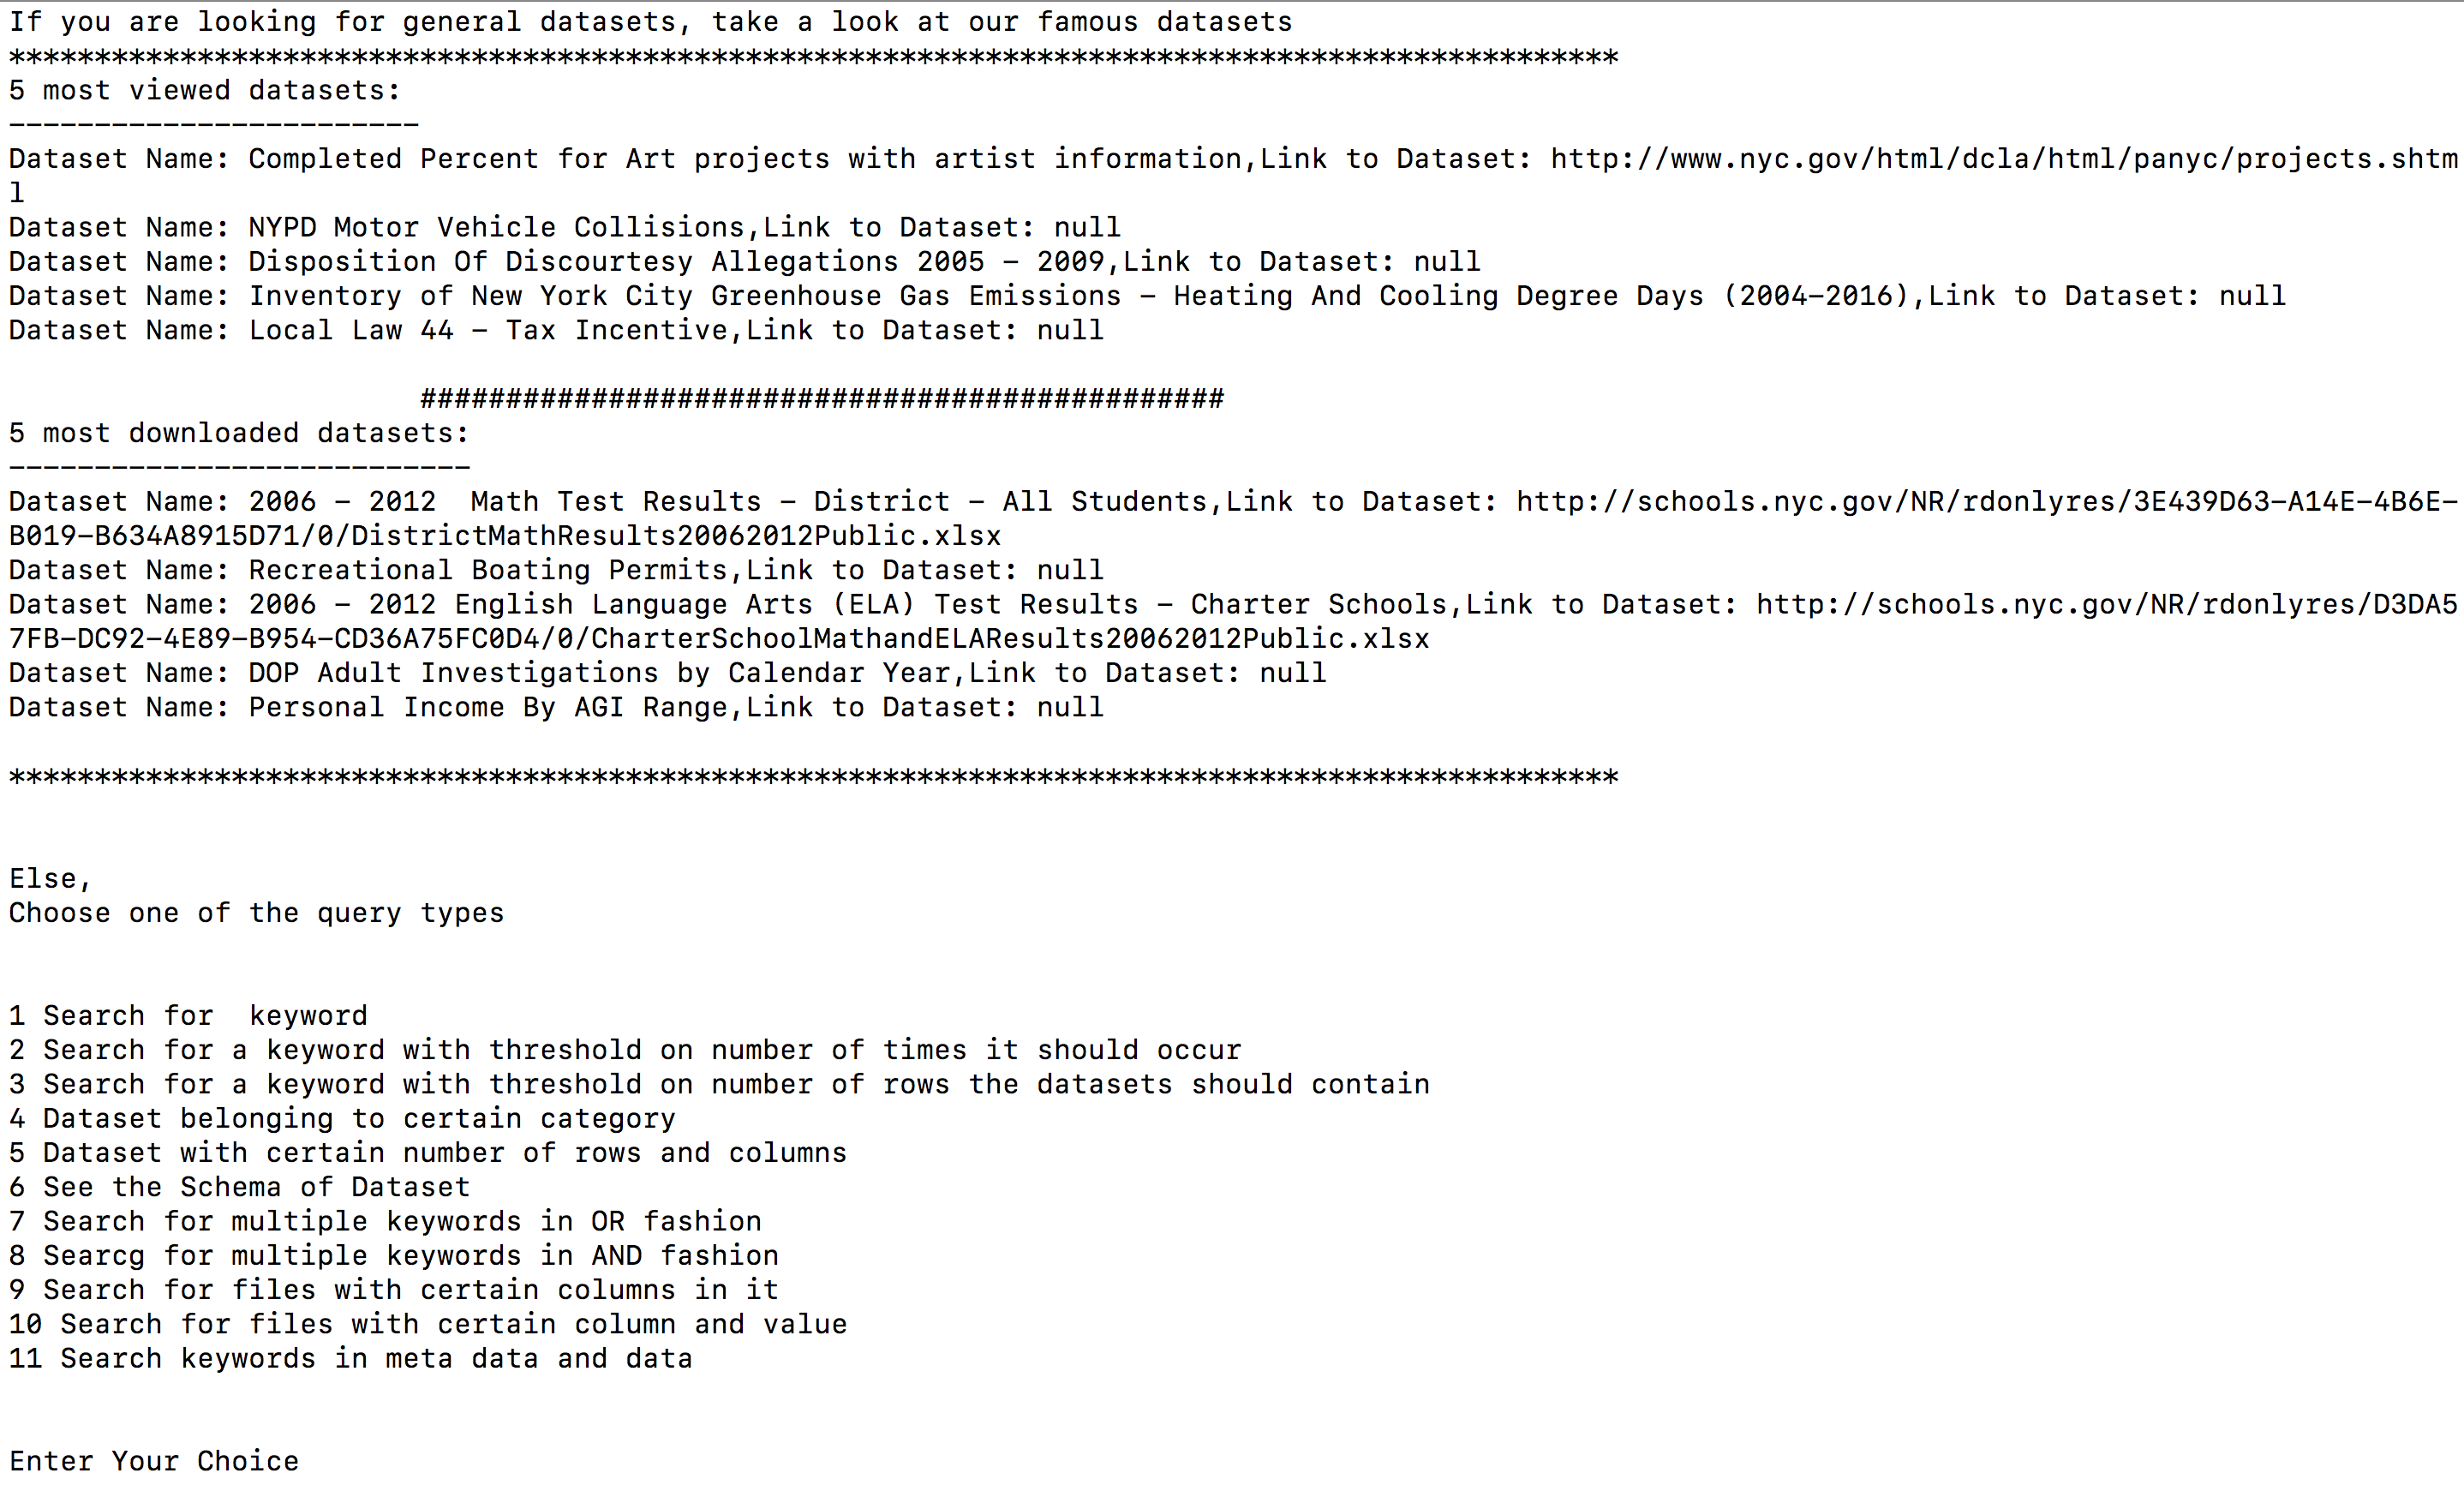 If you are looking for general datasets, take a look at our famous datasets
**********************************************************************************************
5 most viewed datasets:
------------------------
Dataset Name: Completed Percent for Art projects with artist information,Link to Dataset: http://www.nyc.gov/html/dcla/html/panyc/projects.shtm
l
Dataset Name: NYPD Motor Vehicle Collisions,Link to Dataset: null
Dataset Name: Disposition Of Discourtesy Allegations 2005 - 2009,Link to Dataset: null
Dataset Name: Inventory of New York City Greenhouse Gas Emissions - Heating And Cooling Degree Days (2004-2016),Link to Dataset: null
Dataset Name: Local Law 44 - Tax Incentive,Link to Dataset: null
###############################################
5 most downloaded datasets:
---------------------------
Dataset Name: 2006 - 2012  Math Test Results - District - All Students,Link to Dataset: http://schools.nyc.gov/NR/rdonlyres/3E439D63-A14E-4B6E-
B019-B634A8915D71/0/DistrictMathResults20062012Public.xlsx
Dataset Name: Recreational Boating Permits,Link to Dataset: null
Dataset Name: 2006 - 2012 English Language Arts (ELA) Test Results - Charter Schools,Link to Dataset: http://schools.nyc.gov/NR/rdonlyres/D3DA5
7FB-DC92-4E89-B954-CD36A75FC0D4/0/CharterSchoolMathandELAResults20062012Public.xlsx
Dataset Name: DOP Adult Investigations by Calendar Year,Link to Dataset: null
Dataset Name: Personal Income By AGI Range,Link to Dataset: null
**********************************************************************************************
Else,
Choose one of the query types
1 Search for  keyword
2 Search for a keyword with threshold on number of times it should occur
3 Search for a keyword with threshold on number of rows the datasets should contain
4 Dataset belonging to certain category
5 Dataset with certain number of rows and columns
6 See the Schema of Dataset
7 Search for multiple keywords in OR fashion
8 Searcg for multiple keywords in AND fashion
9 Search for files with certain columns in it
10 Search for files with certain column and value
11 Search keywords in meta data and data
Enter Your Choice